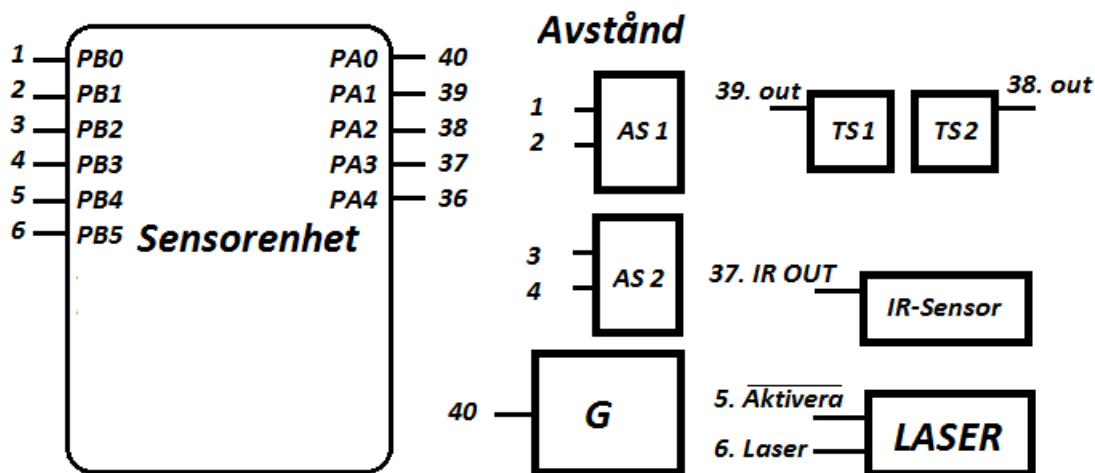 1 PB0 PA0 40
2 PB1 PA1 39
3 PB2 PA2 38
4 PB3 PA3 37
5 PB4 PA4 36
6 PB5 Sensorenhet
Avstånd
1
2
AS 1
3
4
AS 2
40 G
39. out
TS1
38. out
TS2
37. IR OUT
IR-Sensor
5. Aktivera
6. Laser
LASER